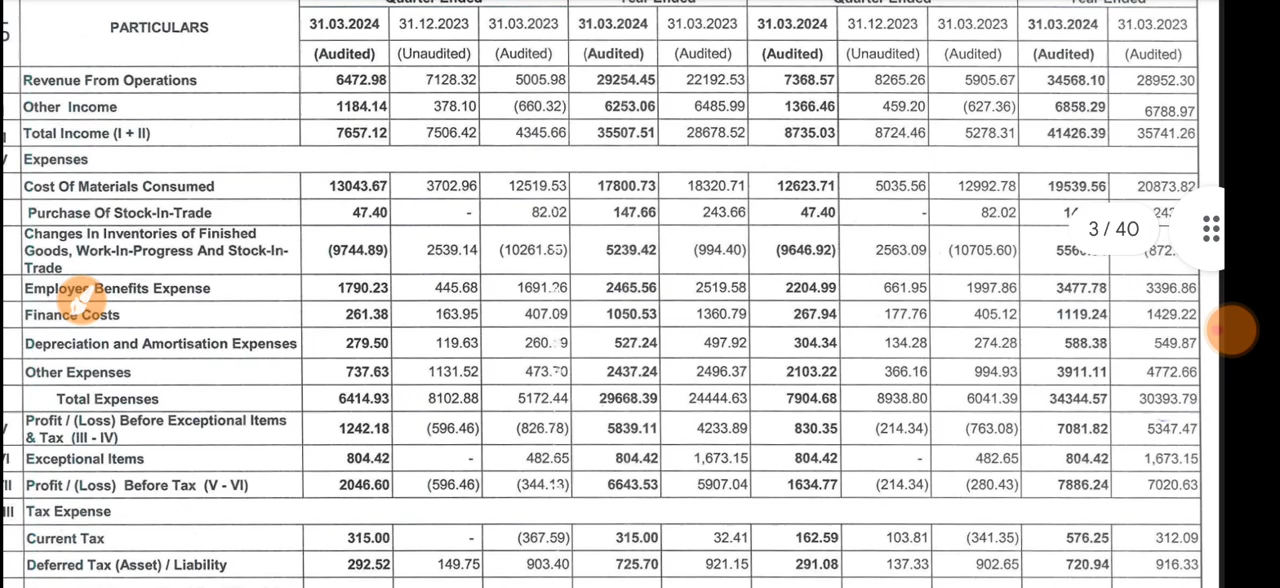 PARTICULARS 31.03.2024 31.12.2023 31.03.2023 31.03.2024 31.03.2023 31.03.2024 31.12.2023 31.03.2023 31.03.2024 31.03.2023
(Audited) (Unaudited) (Audited) (Audited) (Audited) (Audited) (Unaudited) (Audited) (Audited) (Audited)
Revenue From Operations 6472.98 7128.32 5005.98 29254.45 22192.53 7368.57 8265.26 5905.67 34568.10 28952.30
Other Income 1184.14 378.10 (660.32) 6253.06 6485.99 1366.46 459.20 (627.36) 6858.29 6788.97
Total Income (I + II) 7657.12 7506.42 4345.66 35507.51 28678.52 8735.03 8724.46 5278.31 41426.39 35741.26
Expenses
Cost Of Materials Consumed 13043.67 3702.96 12519.53 17800.73 18320.71 12623.71 5035.56 12992.78 19539.56 20873.82
Purchase Of Stock-In-Trade 47.40 - 82.02 147.66 243.66 47.40 - 82.02
3 / 40
Changes In Inventories of Finished
Goods, Work-In-Progress And Stock-In-
Trade (9744.89) 2539.14 (10261.85) 5239.42 (994.40) (9646.92) 2563.09 (10705.60)
Employee Benefits Expense 1790.23 445.68 1691.26 2465.56 2519.58 2204.99 661.95 1997.86 3477.78 3396.86
Finance Costs 261.38 163.95 407.09 1050.53 1360.79 267.94 177.76 405.12 1119.24 1429.22
Depreciation and Amortisation Expenses 279.50 119.63 527.24 497.92 304.34 134.28 274.28 588.38 549.87
Other Expenses 737.63 1131.52 473.70 2437.24 2496.37 2103.22 366.16 994.93 3911.11 4772.66
Total Expenses 6414.93 8102.88 5172.44 29668.39 24444.63 7904.68 8938.80 6041.39 34344.57 30393.79
Profit / (Loss) Before Exceptional Items
& Tax (III - IV) 1242.18 (596.46) (826.78) 5839.11 4233.89 830.35 (214.34) (763.08) 7081.82 5347.47
Exceptional Items 804.42 - 482.65 804.42 1,673.15 804.42 - 482.65 804.42 1,673.15
Profit / (Loss) Before Tax (V - VI) 2046.60 (596.46) (344.13) 6643.53 5907.04 1634.77 (214.34) (280.43) 7886.24 7020.63
Tax Expense
Current Tax 315.00 - (367.59) 315.00 32.41 162.59 103.81 (341.35) 576.25 312.09
Deferred Tax (Asset) / Liability 292.52 149.75 903.40 725.70 921.15 291.08 137.33 902.65 720.94 916.33